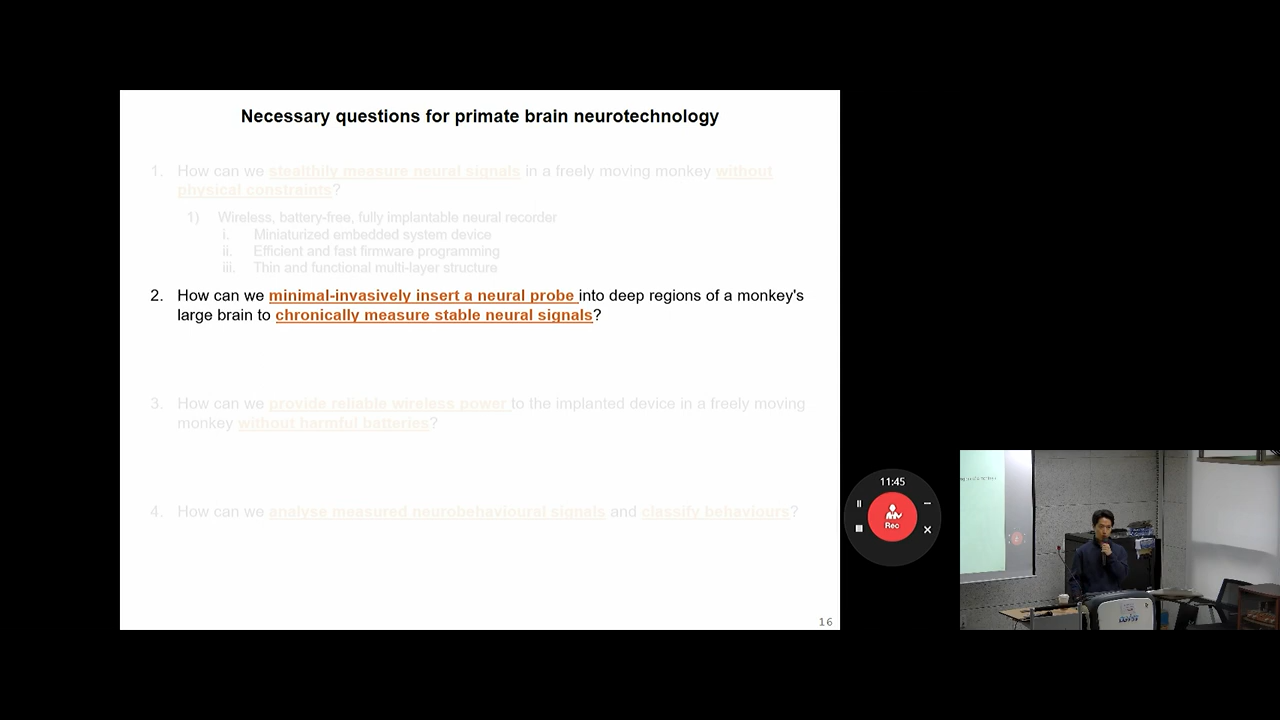 Necessary questions for primate brain neurotechnology
1. How can we stealthily measure neural signals in a freely moving monkey without
physical constraints?
1) Wireless, battery-free, fully implantable neural recorder
i. Miniaturized embedded system device
ii. Efficient and fast firmware programming
iii. Thin and functional multi-layer structure
2. How can we minimal-invasively insert a neural probe into deep regions of a monkey's
large brain to chronically measure stable neural signals?
3. How can we provide reliable wireless power to the implanted device in a freely moving
monkey without harmful batteries?
4. How can we analyse measured neurobehavioural signals and classify behaviours?
16
11:45
Rec